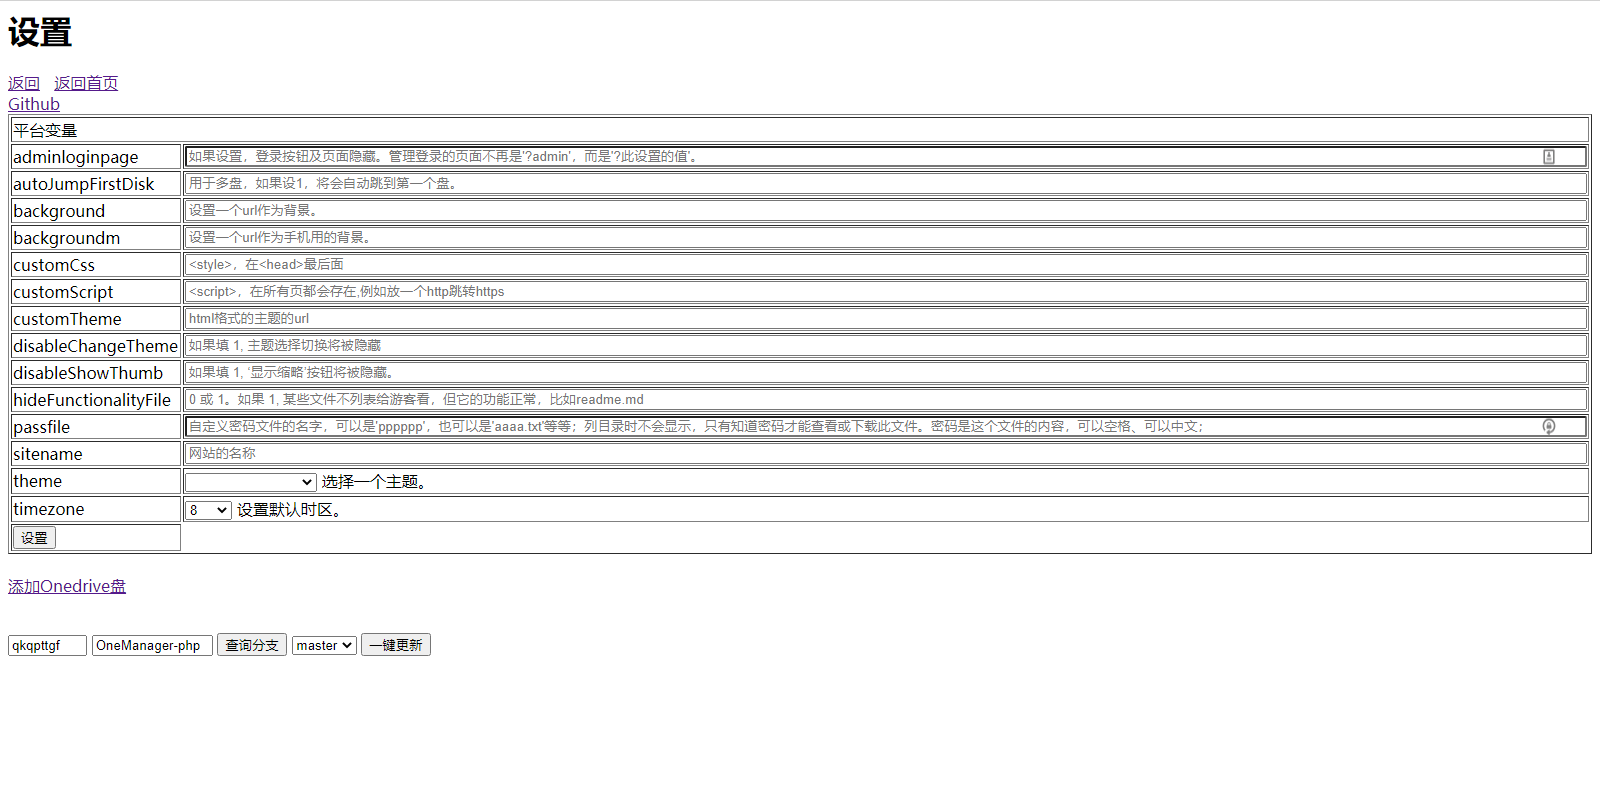 设置
返回 返回首页
Github
平台变量
adminloginpage 如果设置，登录按钮及页面隐藏。管理登录的页面不再是'?admin'，而是'?此设置的值'。
autoJumpFirstDisk 用于多盘，如果设1，将会自动跳到第一个盘。
background 设置一个url作为背景。
backgroundm 设置一个url作为手机用的背景。
customCss <style>，在<head>最后面
customScript <script>，在所有页都会存在,例如放一个http跳转https
customTheme html格式的主题的url
disableChangeTheme 如果填 1, 主题选择切换将被隐藏
disableShowThumb 如果填 1, ‘显示缩略’按钮将被隐藏。
hideFunctionalityFile 0 或 1。如果 1, 某些文件不列表给游客看，但它的功能正常，比如readme.md
passfile 自定义密码文件的名字，可以是'pppppp'，也可以是'aaaa.txt'等等；列目录时不会显示，只有知道密码才能查看或下载此文件。密码是这个文件的内容，可以空格、可以中文；
sitename 网站的名称
theme 选择一个主题。
timezone 8 设置默认时区。
设置
添加Onedrive盘
qkqpttgf OneManager-php 查询分支 master 一键更新